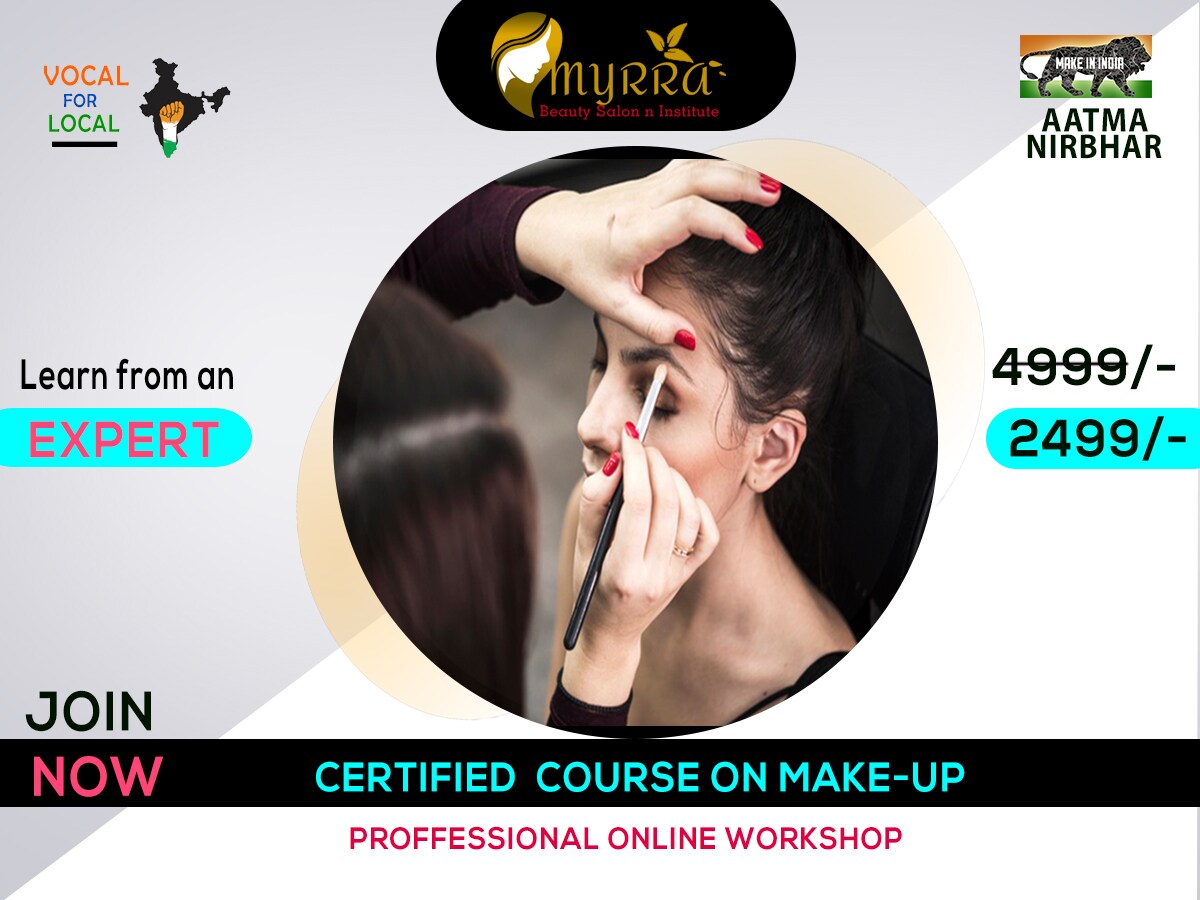 VOCAL
FOR
LOCAL
myrra
Beauty Salon n Institute
MAKE IN INDIA
AATMA
NIRBHAR
Learn from an
EXPERT
4999/-
2499/-
JOIN
NOW
CERTIFIED COURSE ON MAKE-UP
PROFFESSIONAL ONLINE WORKSHOP